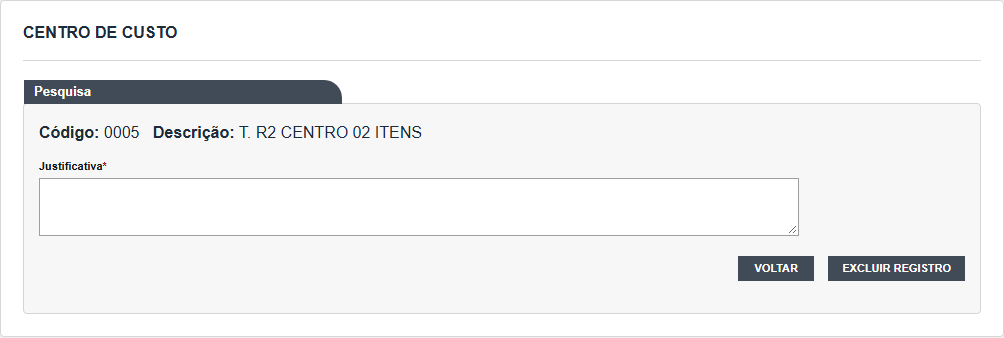 CENTRO DE CUSTO
Pesquisa
Código: 0005 Descrição: T. R2 CENTRO 02 ITENS
Justificativa*
VOLTAR EXCLUIR REGISTRO